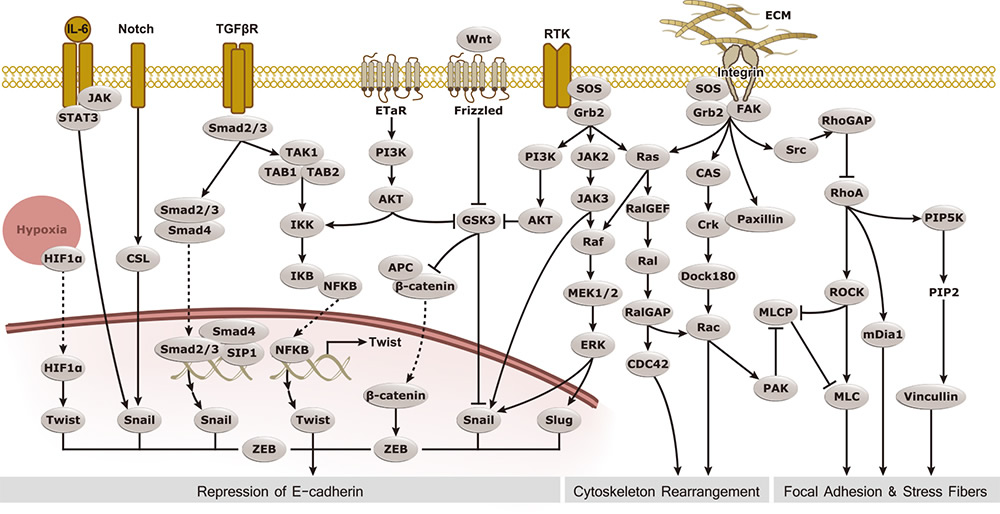 ECM
IL-6
Notch
TGFβR
Wnt
RTK
Integrin
JAK
STAT3
ETaR
Frizzled
SOS
Grb2
SOS
Grb2
FAK
Smad2/3
RhoGAP
Src
TAK1
TAB1
TAB2
PI3K
PI3K
JAK2
Ras
CAS
RhoA
AKT
JAK3
Smad2/3
Smad4
IKK
GSK3
AKT
RalGEF
Crk
Paxillin
PIP5K
Hypoxia
HIF1α
CSL
Raf
Ral
APC
β-catenin
IKB
NFKB
Dock180
MEK1/2
PIP2
ROCK
RalGAP
MLCP
Rac
mDia1
Smad4
Smad2/3
SIP1
NFKB
Twist
ERK
HIF1α
CDC42
PAK
β-catenin
MLC
Vincullin
Twist
Snail
Snail
Twist
Snail
Slug
ZEB
ZEB
Repression of E-cadherin
Cytoskeleton Rearrangement
Focal Adhesion & Stress Fibers